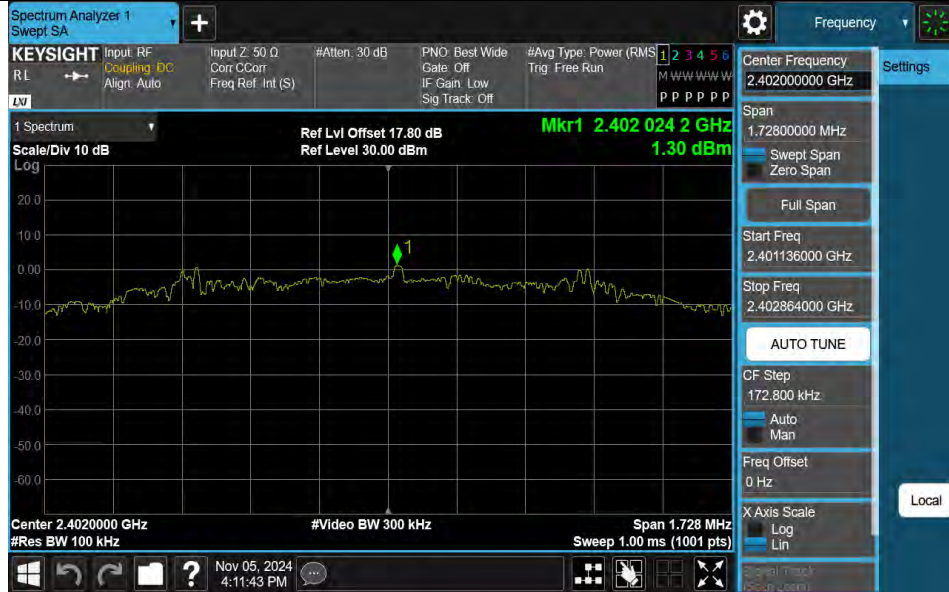 Spectrum Analyzer 1
Swept SA
+
Frequency
KEYSIGHT
RL
LXI
Input: RF
Coupling: DC
Align: Auto
Input Z: 50 Ω
Corr CCorr
Freq Ref: Int (S)
#Atten: 30 dB
PNO: Best Wide
Gate: Off
IF Gain: Low
Sig Track: Off
#Avg Type: Power (RMS
Trig: Free Run
1 2 3 4 5 6
M W W W W W
P P P P P P
1 Spectrum
Scale/Div 10 dB
Ref Lvl Offset 17.80 dB
Ref Level 30.00 dBm
Mkr1 2.402 024 2 GHz
1.30 dBm
Log
20.0
10.0
0.00
-10.0
-20.0
-30.0
-40.0
-50.0
-60.0
1
Center 2.4020000 GHz
#Res BW 100 kHz
#Video BW 300 kHz
Span 1.728 MHz
Sweep 1.00 ms (1001 pts)
Center Frequency
2.402000000 GHz
Settings
Span
1.72800000 MHz
Swept Span
Zero Span
Full Span
Start Freq
2.401136000 GHz
Stop Freq
2.402864000 GHz
AUTO TUNE
CF Step
172.800 kHz
Auto
Man
Freq Offset
0 Hz
Local
X Axis Scale
Log
Lin
Signal Track
(Span Zoom)
?
Nov 05, 2024
4:11:43 PM